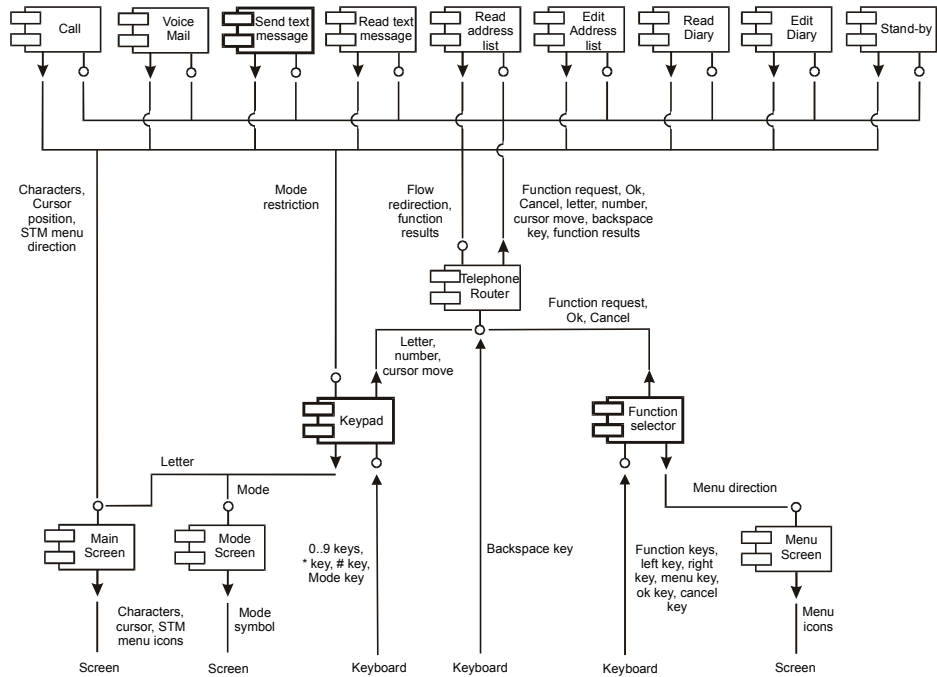 Call
Voice
Mail
Send text
message
Read text
message
Read
address
list
Edit
Address
list
Read
Diary
Edit
Diary
Stand-by
Characters,
Cursor
position,
STM menu
direction
Mode
restriction
Flow
redirection,
function
results
Function request, Ok,
Cancel, letter, number,
cursor move, backspace
key, function results
Telephone
Router
Function request,
Ok, Cancel
Letter,
number,
cursor move
Keypad
Function
selector
Letter
Mode
Menu direction
Main
Screen
Mode
Screen
0..9 keys,
* key, # key,
Mode key
Backspace key
Function keys,
left key, right
key, menu key,
ok key, cancel
key
Menu
Screen
Characters,
cursor, STM
menu icons
Mode
symbol
Menu
icons
Screen
Screen
Keyboard
Keyboard
Keyboard
Screen